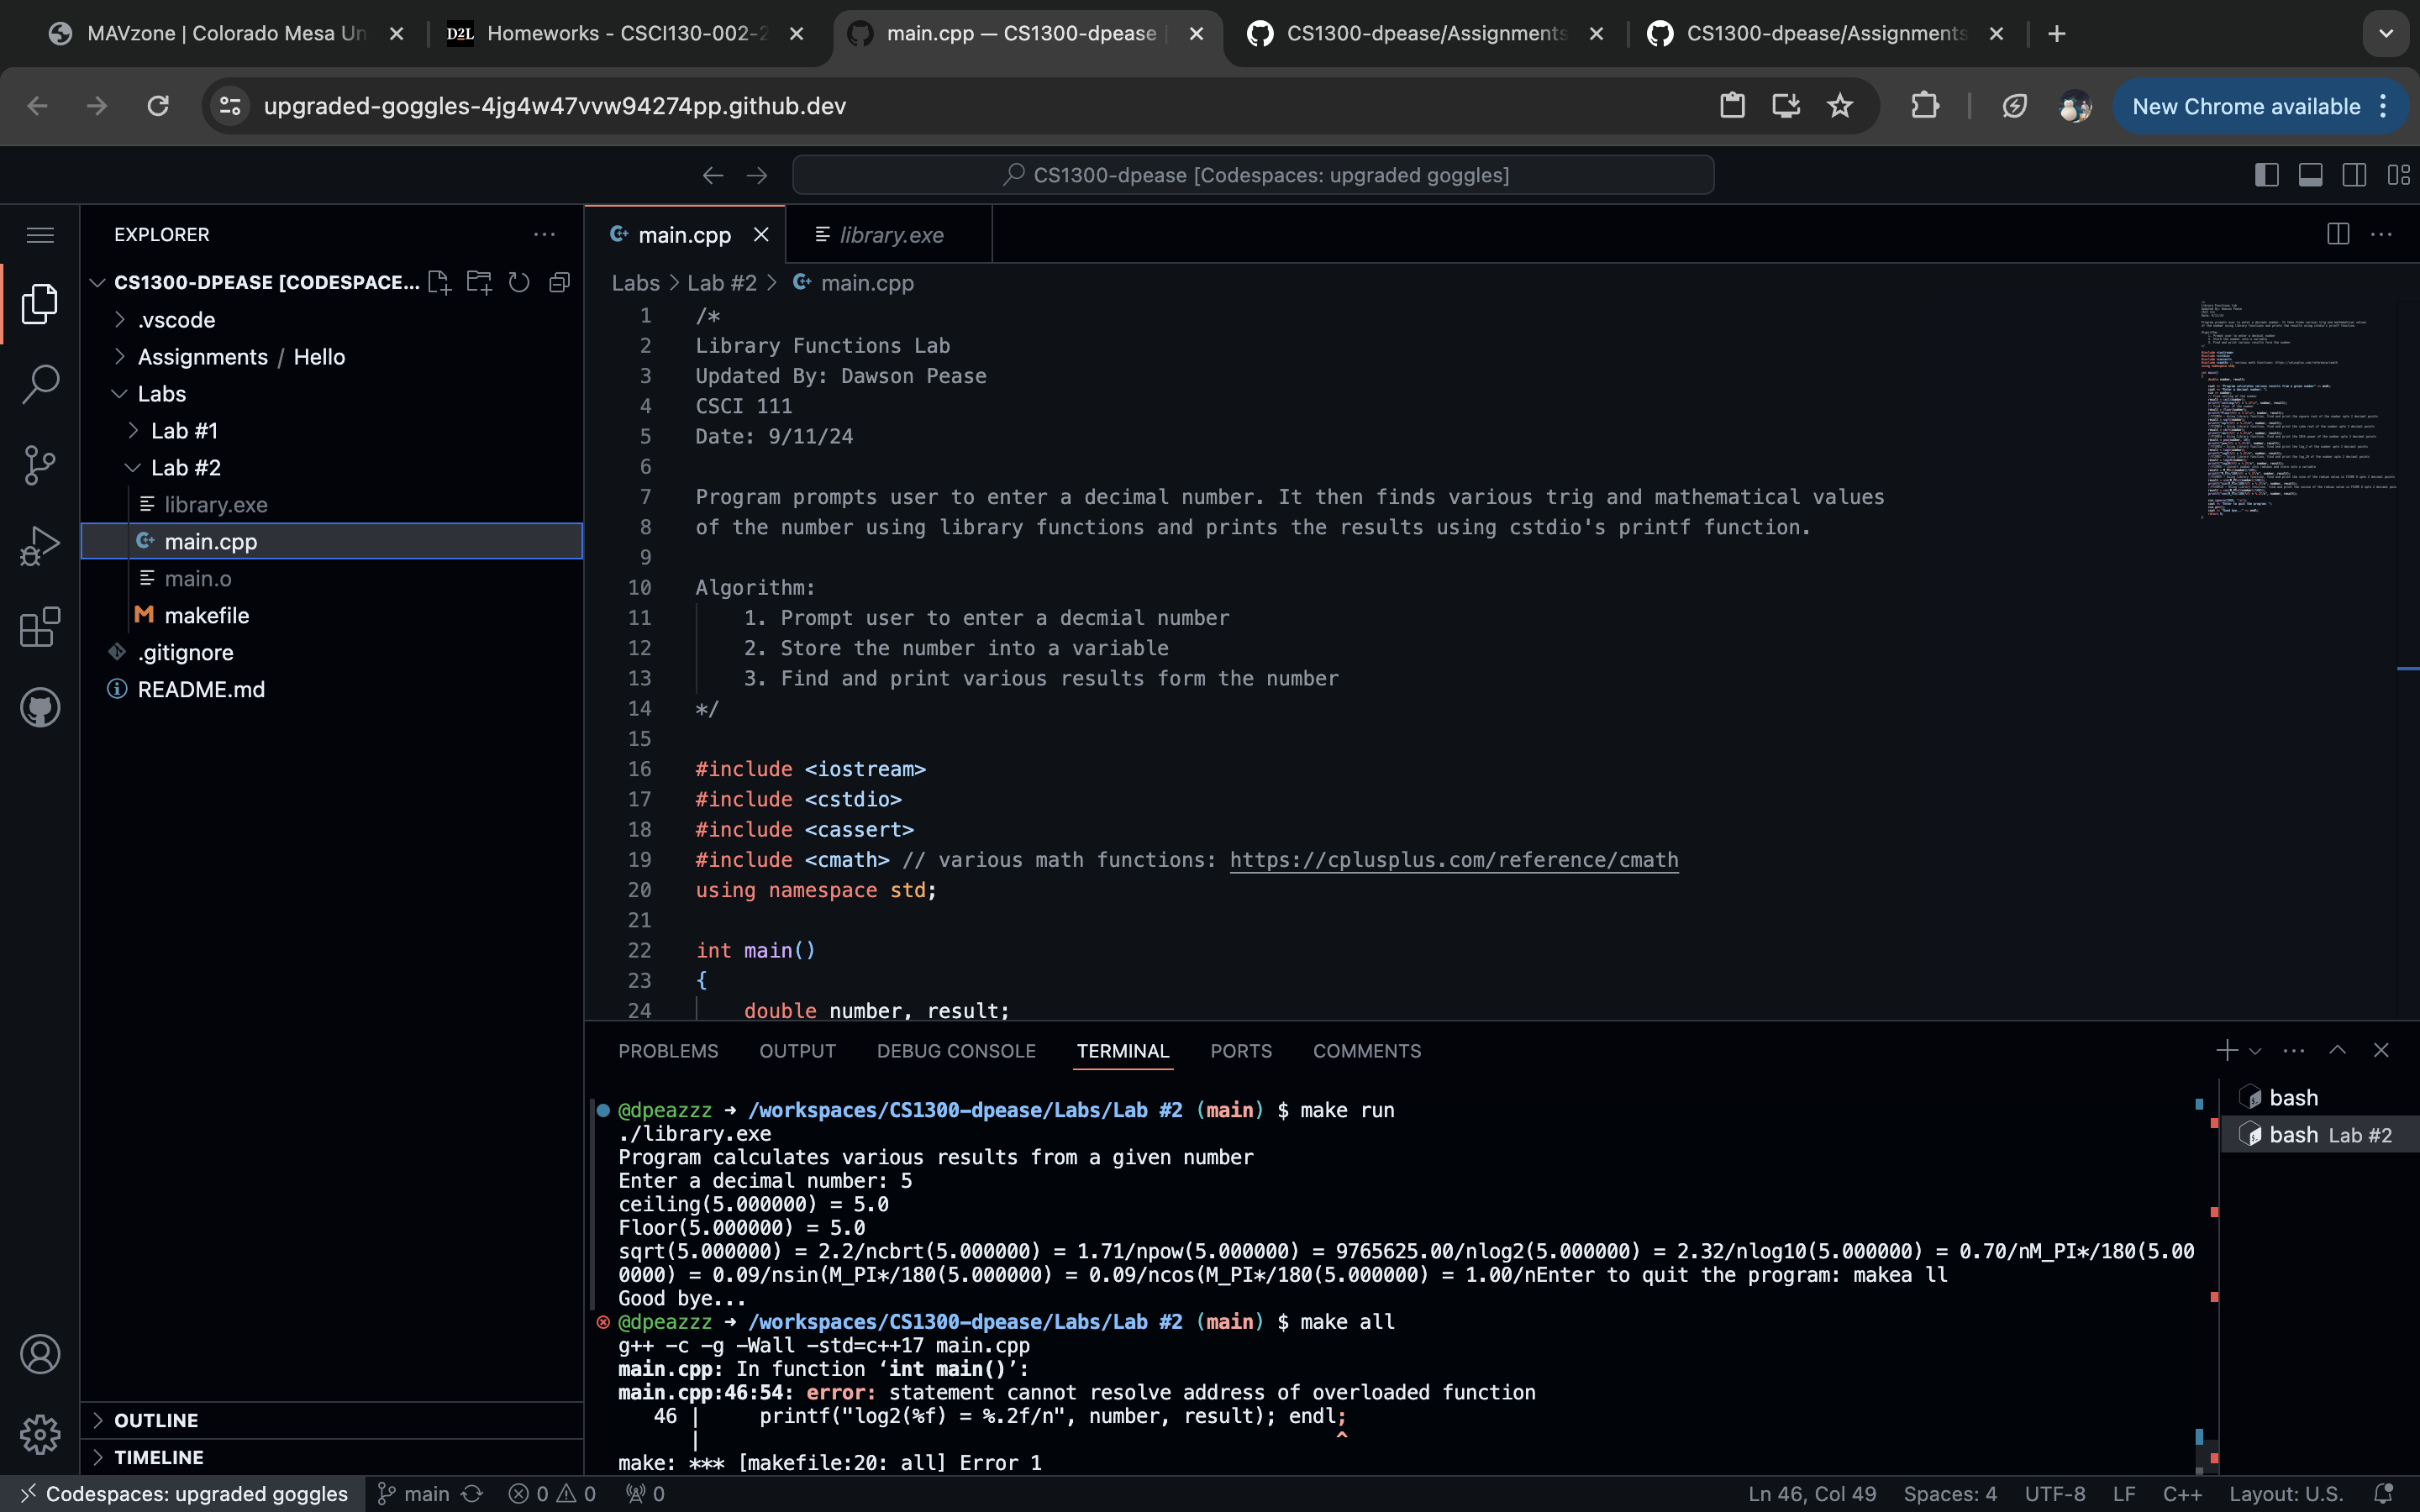 MAVzone | Colorado Mesa Un
D2L Homeworks - CSCI130-002-2
main.cpp — CS1300-dpease
CS1300-dpease/Assignments
CS1300-dpease/Assignments
upgraded-goggles-4jg4w47vvw94274pp.github.dev
New Chrome available
CS1300-dpease [Codespaces: upgraded goggles]
EXPLORER
CS1300-DPEASE [CODESPACE...
.vscode
Assignments / Hello
Labs
Lab #1
Lab #2
library.exe
main.cpp
main.o
makefile
.gitignore
README.md
OUTLINE
TIMELINE
main.cpp
library.exe
Labs > Lab #2 > main.cpp
1 /*
2 Library Functions Lab
3 Updated By: Dawson Pease
4 CSCI 111
5 Date: 9/11/24
6
7 Program prompts user to enter a decimal number. It then finds various trig and mathematical values
8 of the number using library functions and prints the results using cstdio's printf function.
9
10 Algorithm:
11 1. Prompt user to enter a decmial number
12 2. Store the number into a variable
13 3. Find and print various results form the number
14 */
15
16 #include <iostream>
17 #include <cstdio>
18 #include <cassert>
19 #include <cmath> // various math functions: https://cplusplus.com/reference/cmath
20 using namespace std;
21
22 int main()
23 {
24 double number, result;
PROBLEMS OUTPUT DEBUG CONSOLE TERMINAL PORTS COMMENTS
@dpeazzz ➜ /workspaces/CS1300-dpease/Labs/Lab #2 (main) $ make run
./library.exe
Program calculates various results from a given number
Enter a decimal number: 5
ceiling(5.000000) = 5.0
Floor(5.000000) = 5.0
sqrt(5.000000) = 2.2/ncbrt(5.000000) = 1.71/npow(5.000000) = 9765625.00/nlog2(5.000000) = 2.32/nlog10(5.000000) = 0.70/nM_PI*/180(5.00
0000) = 0.09/nsin(M_PI*/180(5.000000) = 0.09/ncos(M_PI*/180(5.000000) = 1.00/nEnter to quit the program: makea ll
Good bye...
@dpeazzz ➜ /workspaces/CS1300-dpease/Labs/Lab #2 (main) $ make all
g++ -c -g -Wall -std=c++17 main.cpp
main.cpp: In function ‘int main()’:
main.cpp:46:54: error: statement cannot resolve address of overloaded function
46 | printf("log2(%f) = %.2f/n", number, result); endl;
| ^
make: *** [makefile:20: all] Error 1
bash
bash Lab #2
Codespaces: upgraded goggles
main
0 0
0
Ln 46, Col 49
Spaces: 4
UTF-8
LF
C++
Layout: U.S.